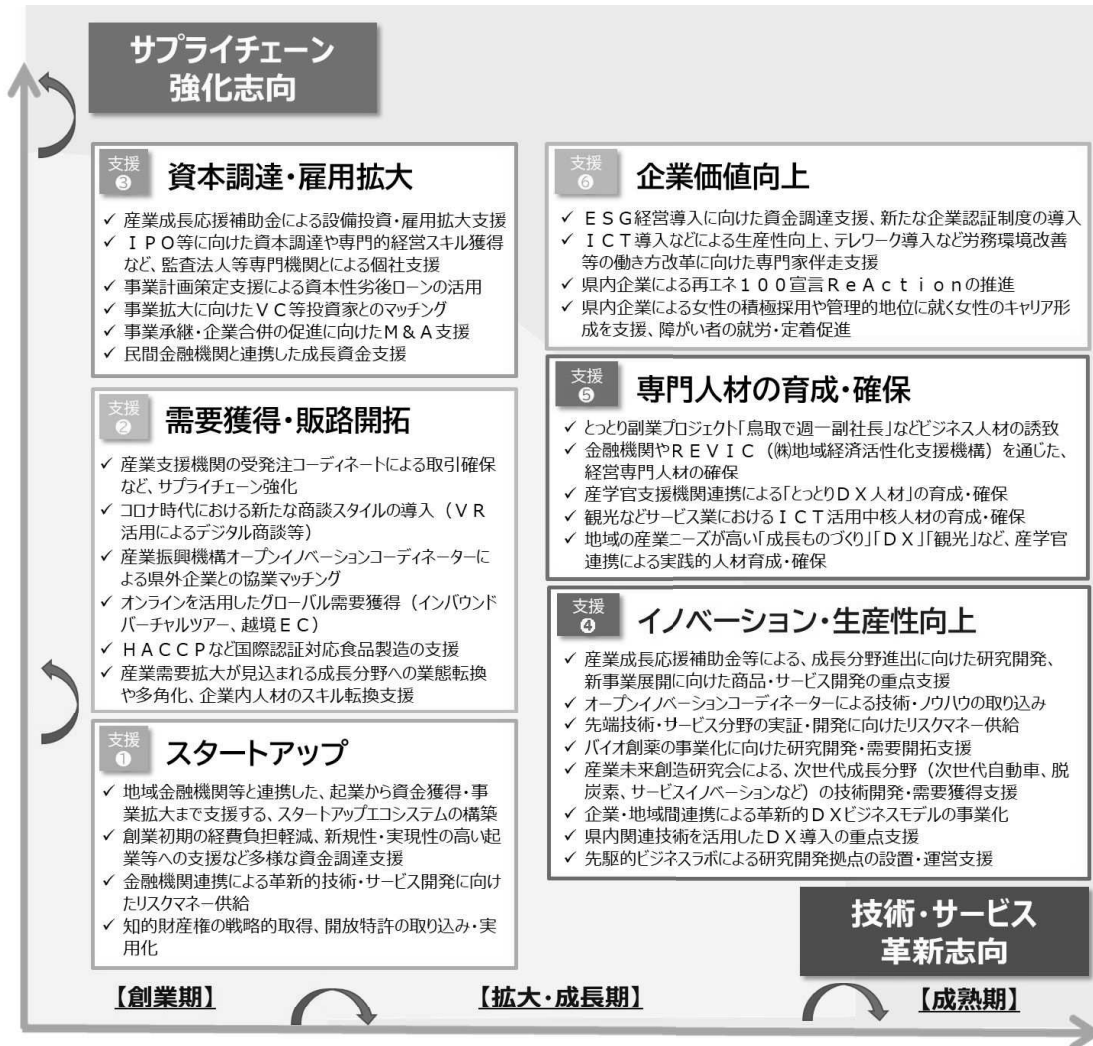 サプライチェーン
強化志向
支援
❸
資本調達・雇用拡大
✓ 産業成長応援補助金による設備投資・雇用拡大支援
✓ ＩＰＯ等に向けた資本調達や専門的経営スキル獲得
など、監査法人等専門機関とによる個社支援
✓ 事業計画策定支援による資本性劣後ローンの活用
✓ 事業拡大に向けたＶＣ等投資家とのマッチング
✓ 事業承継・企業合併の促進に向けたＭ＆Ａ支援
✓ 民間金融機関と連携した成長資金支援
支援
❷
需要獲得・販路開拓
✓ 産業支援機関の受発注コーディネートによる取引確保
など、サプライチェーン強化
✓ コロナ時代における新たな商談スタイルの導入（ＶＲ
活用によるデジタル商談等）
✓ 産業振興機構オープンイノベーションコーディネーターに
よる県外企業との協業マッチング
✓ オンラインを活用したグローバル需要獲得（インバウンド
バーチャルツアー、越境ＥＣ）
✓ ＨＡＣＣＰなど国際認証対応食品製造の支援
✓ 産業需要拡大が見込まれる成長分野への業態転換
や多角化、企業内人材のスキル転換支援
支援
❶
スタートアップ
✓ 地域金融機関等と連携した、起業から資金獲得・事
業拡大まで支援する、スタートアップエコシステムの構築
✓ 創業初期の経費負担軽減、新規性・実現性の高い起
業等への支援など多様な資金調達支援
✓ 金融機関連携による革新的技術・サービス開発に向け
たリスクマネー供給
✓ 知的財産権の戦略的取得、開放特許の取り込み・実
用化
支援
❻
企業価値向上
✓ ＥＳＧ経営導入に向けた資金調達支援、新たな企業認証制度の導入
✓ ＩＣＴ導入などによる生産性向上、テレワーク導入など労務環境改善
等の働き方改革に向けた専門家伴走支援
✓ 県内企業による再エネ１００宣言ＲｅＡｃｔｉｏｎの推進
✓ 県内企業による女性の積極採用や管理的地位に就く女性のキャリア形
成を支援、障がい者の就労・定着促進
支援
❺
専門人材の育成・確保
✓ とっとり副業プロジェクト「鳥取で週一副社長」などビジネス人材の誘致
✓ 金融機関やＲＥＶＩＣ（㈱地域経済活性化支援機構）を通じた、
経営専門人材の確保
✓ 産学官支援機関連携による「とっとりＤＸ人材」の育成・確保
✓ 観光などサービス業におけるＩＣＴ活用中核人材の育成・確保
✓ 地域の産業ニーズが高い「成長ものづくり」「ＤＸ」「観光」など、産学官
連携による実践的人材育成・確保
支援
❹
イノベーション・生産性向上
✓ 産業成長応援補助金等による、成長分野進出に向けた研究開発、
新事業展開に向けた商品・サービス開発の重点支援
✓ オープンイノベーションコーディネーターによる技術・ノウハウの取り込み
✓ 先端技術・サービス分野の実証・開発に向けたリスクマネー供給
✓ バイオ創薬の事業化に向けた研究開発・需要開拓支援
✓ 産業未来創造研究会による、次世代成長分野（次世代自動車、脱
炭素、サービスイノベーションなど）の技術開発・需要獲得支援
✓ 企業・地域間連携による革新的ＤＸビジネスモデルの事業化
✓ 県内関連技術を活用したＤＸ導入の重点支援
✓ 先駆的ビジネスラボによる研究開発拠点の設置・運営支援
技術・サービス
革新志向
【創業期】
【拡大・成長期】
【成熟期】